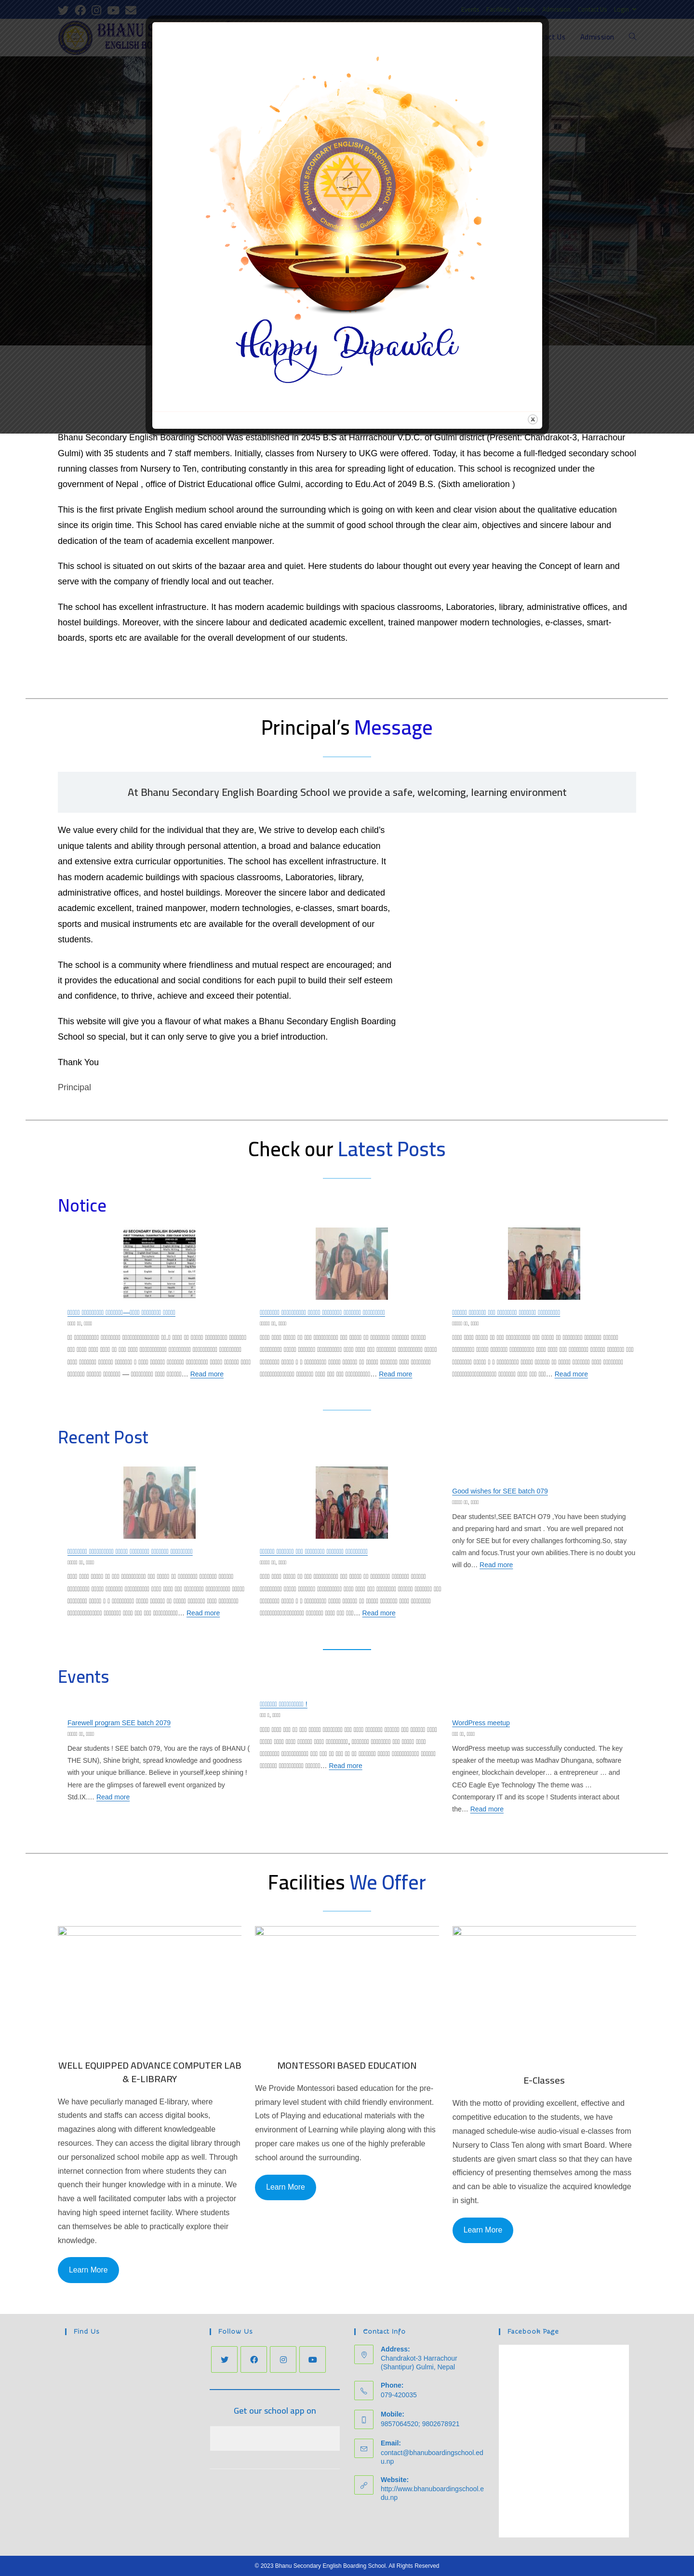 BHANU
ENGLISH BO
Admission
Happy Dipawali
x
Bhanu Secondary English Boarding School Was established in 2045 B.S at Harrrachour V.D.C. of Gulmi district (Present: Chandrakot-3, Harrachour
Gulmi) with 35 students and 7 staff members. Initially, classes from Nursery to UKG were offered. Today, it has become a full-fledged secondary school
running classes from Nursery to Ten, contributing constantly in this area for spreading light of education. This school is recognized under the
government of Nepal , office of District Educational office Gulmi, according to Edu.Act of 2049 B.S. (Sixth amelioration )
This is the first private English medium school around the surrounding which is going on with keen and clear vision about the qualitative education
since its origin time. This School has cared enviable niche at the summit of good school through the clear aim, objectives and sincere labour and
dedication of the team of academia excellent manpower.
This school is situated on out skirts of the bazaar area and quiet. Here students do labour thought out every year heaving the Concept of learn and
serve with the company of friendly local and out teacher.
The school has excellent infrastructure. It has modern academic buildings with spacious classrooms, Laboratories, library, administrative offices, and
hostel buildings. Moreover, with the sincere labour and dedicated academic excellent, trained manpower modern technologies, e-classes, smart-
boards, sports etc are available for the overall development of our students.
Principal's Message
At Bhanu Secondary English Boarding School we provide a safe, welcoming, learning environment
We value every child for the individual that they are, We strive to develop each child's
unique talents and ability through personal attention, a broad and balance education
and extensive extra curricular opportunities. The school has excellent infrastructure. It
has modern academic buildings with spacious classrooms, Laboratories, library,
administrative offices, and hostel buildings. Moreover the sincere labor and dedicated
academic excellent, trained manpower, modern technologies, e-classes, smart boards,
sports and musical instruments etc are available for the overall development of our
students.
The school is a community where friendliness and mutual respect are encouraged; and
it provides the educational and social conditions for each pupil to build their self esteem
and confidence, to thrive, achieve and exceed their potential.
This website will give you a flavour of what makes a Bhanu Secondary English Boarding
School so special, but it can only serve to give you a brief introduction.
Thank You
Principal
Check our Latest Posts
Notice
Read more
Read more
Read more
Recent Post
Good wishes for SEE batch 079
Dear students!,SEE BATCH O79 ,You have been studying
and preparing hard and smart . You are well prepared not
only for SEE but for every challenges forthcoming.So, stay
calm and focus.Trust your own abilities.There is no doubt you
will do… Read more
Read more
Read more
Events
Farewell program SEE batch 2079
Dear students ! SEE batch 079, You are the rays of BHANU (
THE SUN), Shine bright, spread knowledge and goodness
with your unique brilliance. Believe in yourself,keep shining !
Here are the glimpses of farewell event organized by
Std.IX.… Read more
Read more
WordPress meetup
WordPress meetup was successfully conducted. The key
speaker of the meetup was Madhav Dhungana, software
engineer, blockchain developer… a entrepreneur … and
CEO Eagle Eye Technology The theme was …
Contemporary IT and its scope ! Students interact about
the… Read more
Facilities We Offer
WELL EQUIPPED ADVANCE COMPUTER LAB
& E-LIBRARY
We have peculiarly managed E-library, where
students and staffs can access digital books,
magazines along with different knowledgeable
resources. They can access the digital library through
our personalized school mobile app as well. Through
internet connection from wherever students they can
quench their hunger knowledge with in a minute. We
have a well facilitated computer labs with a projector
having high speed internet facility. Where students
can themselves be able to practically explore their
knowledge.
Learn More
MONTESSORI BASED EDUCATION
We Provide Montessori based education for the pre-
primary level student with child friendly environment.
Lots of Playing and educational materials with the
environment of Learning while playing along with this
proper care makes us one of the highly preferable
school around the surrounding.
Learn More
E-Classes
With the motto of providing excellent, effective and
competitive education to the students, we have
managed schedule-wise audio-visual e-classes from
Nursery to Class Ten along with smart Board. Where
students are given smart class so that they can have
efficiency of presenting themselves among the mass
and can be able to visualize the acquired knowledge
in sight.
Learn More
Find Us
Follow Us
Get our school app on
Contact Info
Address:
Chandrakot-3 Harrachour
(Shantipur) Gulmi, Nepal
Phone:
079-420035
Mobile:
9857064520; 9802678921
Email:
contact@bhanuboardingschool.ed
u.np
Website:
http://www.bhanuboardingschool.e
du.np
Facebook Page
© 2023 Bhanu Secondary English Boarding School. All Rights Reserved